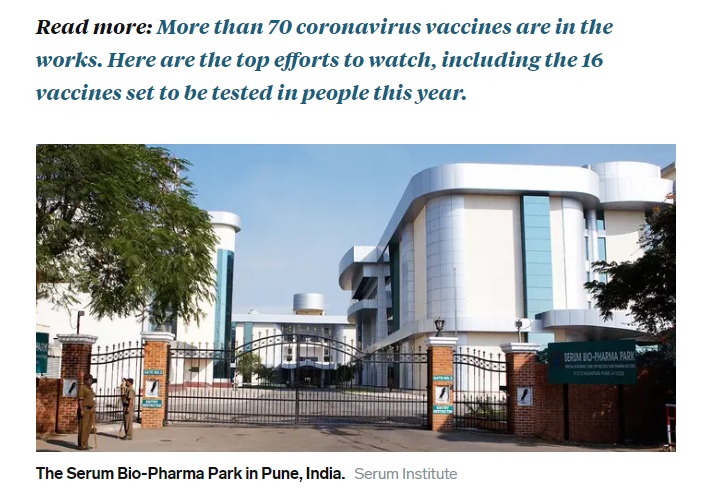 Read more: More than 70 coronavirus vaccines are in the
works. Here are the top efforts to watch, including the 16
vaccines set to be tested in people this year.
SERUM BIO-PHARMA PARK
The Serum Bio-Pharma Park in Pune, India. Serum Institute